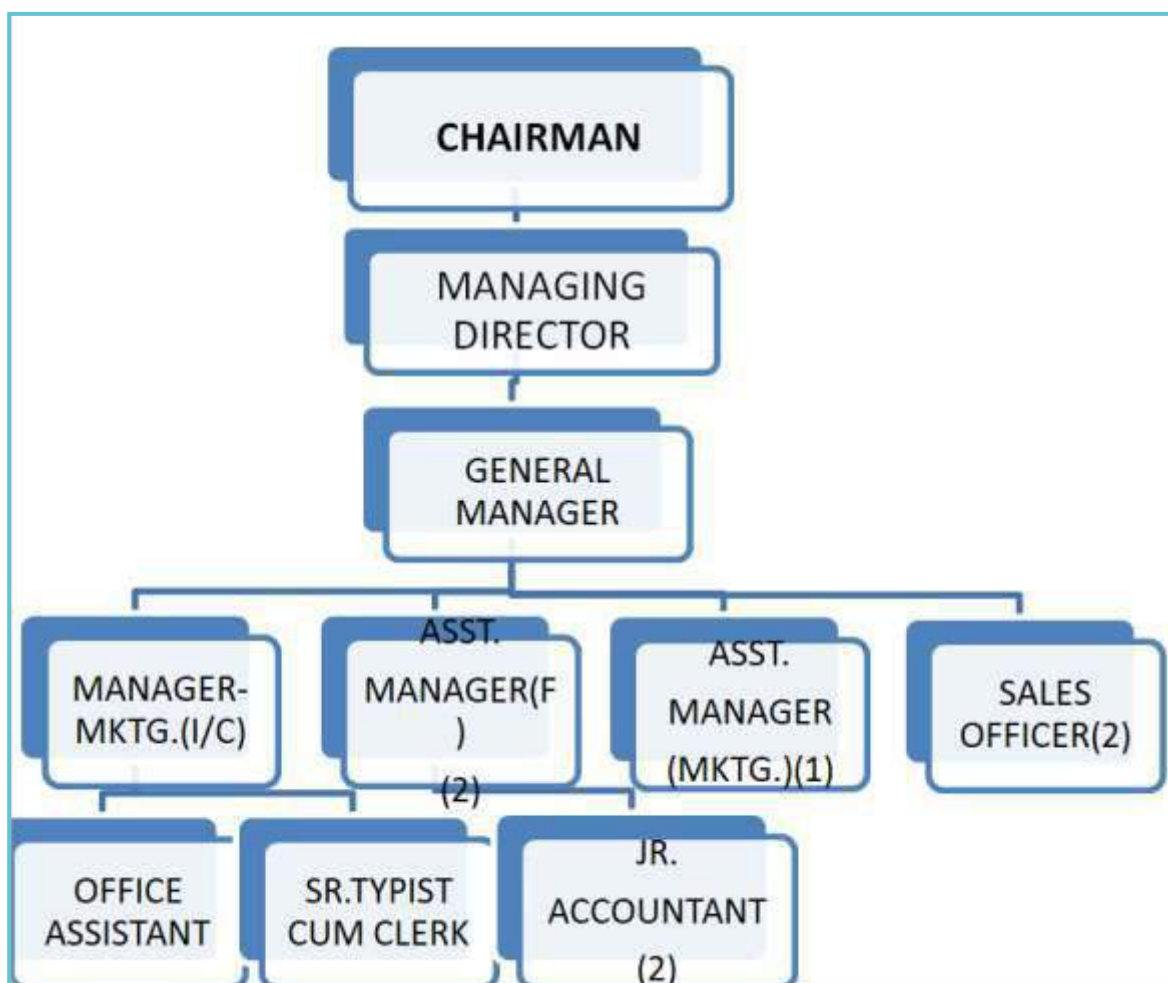 CHAIRMAN
MANAGING
DIRECTOR
GENERAL
MANAGER
MANAGER-
MKTG.(I/C)
ASST.
MANAGER(F
)
(2)
ASST.
MANAGER
(MKTG.)(1)
SALES
OFFICER(2)
OFFICE
ASSISTANT
SR.TYPIST
CUM CLERK
JR.
ACCOUNTANT
(2)